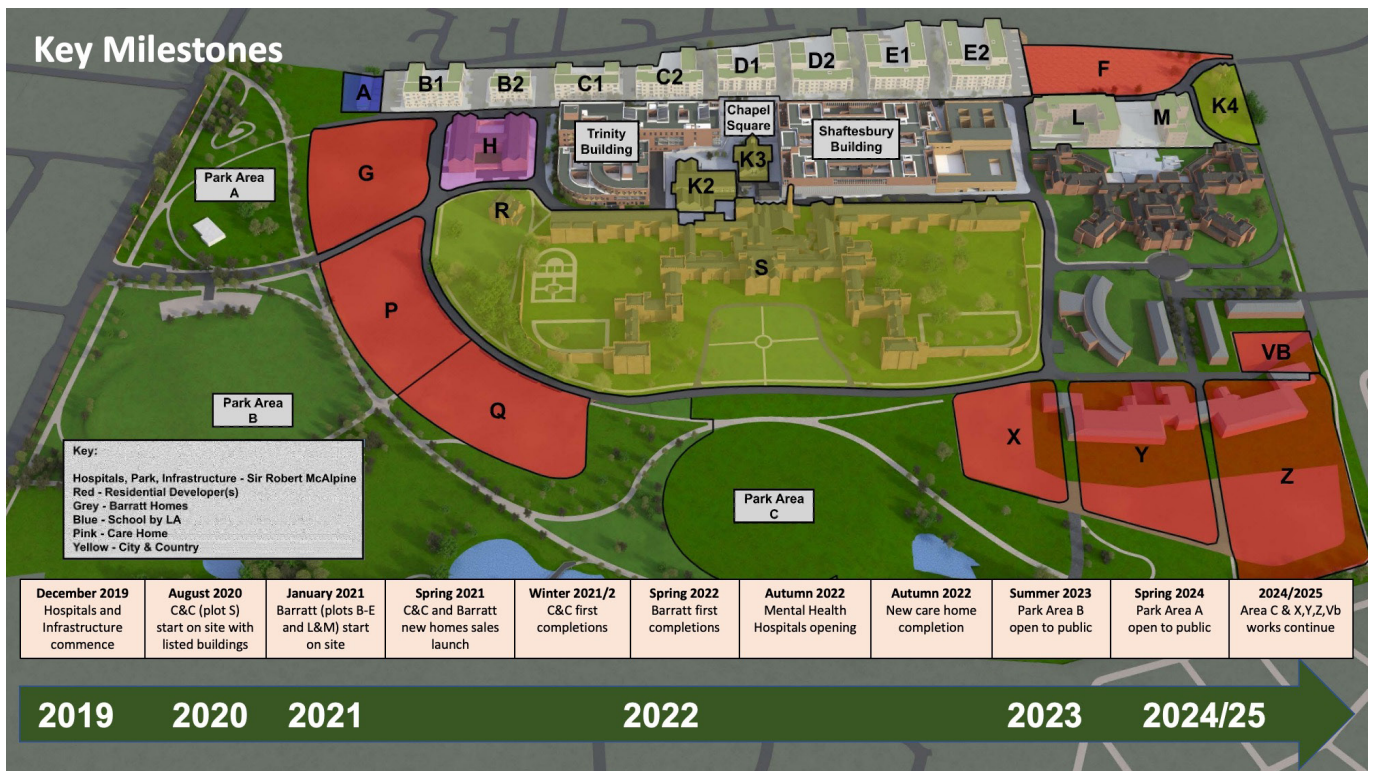 Key Milestones
A
B1
B2
C1
C2
D1
D2
E1
E2
F
G
H
Trinity
Building
Chapel
Square
K2
K3
Shaftesbury
Building
L
M
K4
Park Area
A
R
S
P
Q
Park Area
B
VB
X
Y
Z
Park Area
C
Key:
Hospitals, Park, Infrastructure - Sir Robert McAlpine
Red - Residential Developer(s)
Grey - Barratt Homes
Blue - School by LA
Pink - Care Home
Yellow - City & Country
December 2019
Hospitals and
Infrastructure
commence
August 2020
C&C (plot S)
start on site with
listed buildings
January 2021
Barratt (plots B-E
and L&M) start
on site
Spring 2021
C&C and Barratt
new homes sales
launch
Winter 2021/2
C&C first
completions
Spring 2022
Barratt first
completions
Autumn 2022
Mental Health
Hospitals opening
Autumn 2022
New care home
completion
Summer 2023
Park Area B
open to public
Spring 2024
Park Area A
open to public
2024/2025
Area C & X,Y,Z,Vb
works continue
2019
2020
2021
2022
2023
2024/25